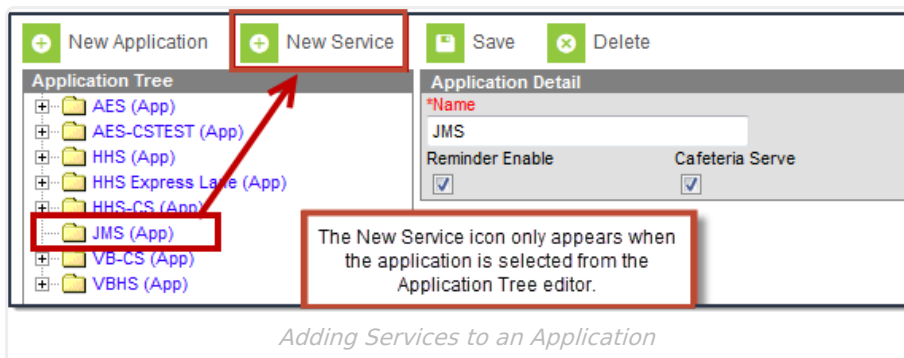 New Application New Service Save Delete
Application Tree
AES (App)
AES-CSTEST (App)
HHS (App)
HHS Express Lane (App)
HHS-CS (App)
JMS (App)
VB-CS (App)
VBHS (App)
Application Detail
*Name
JMS
Reminder Enable Cafeteria Serve
The New Service icon only appears when
the application is selected from the
Application Tree editor.
Adding Services to an Application